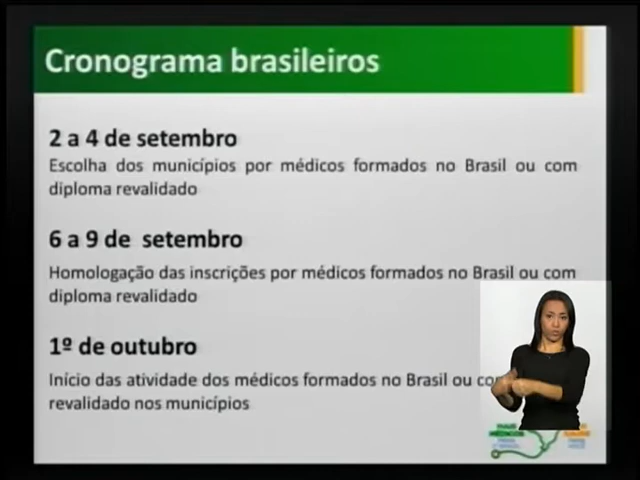 Cronograma brasileiros
2 a 4 de setembro
Escolha dos municípios por médicos formados no Brasil ou com
diploma revalidado
6 a 9 de setembro
Homologação das inscrições por médicos formados no Brasil ou com
diploma revalidado
1º de outubro
Início das atividade dos médicos formados no Brasil ou
revalidado nos municípios
MAIS
MÉDICOS